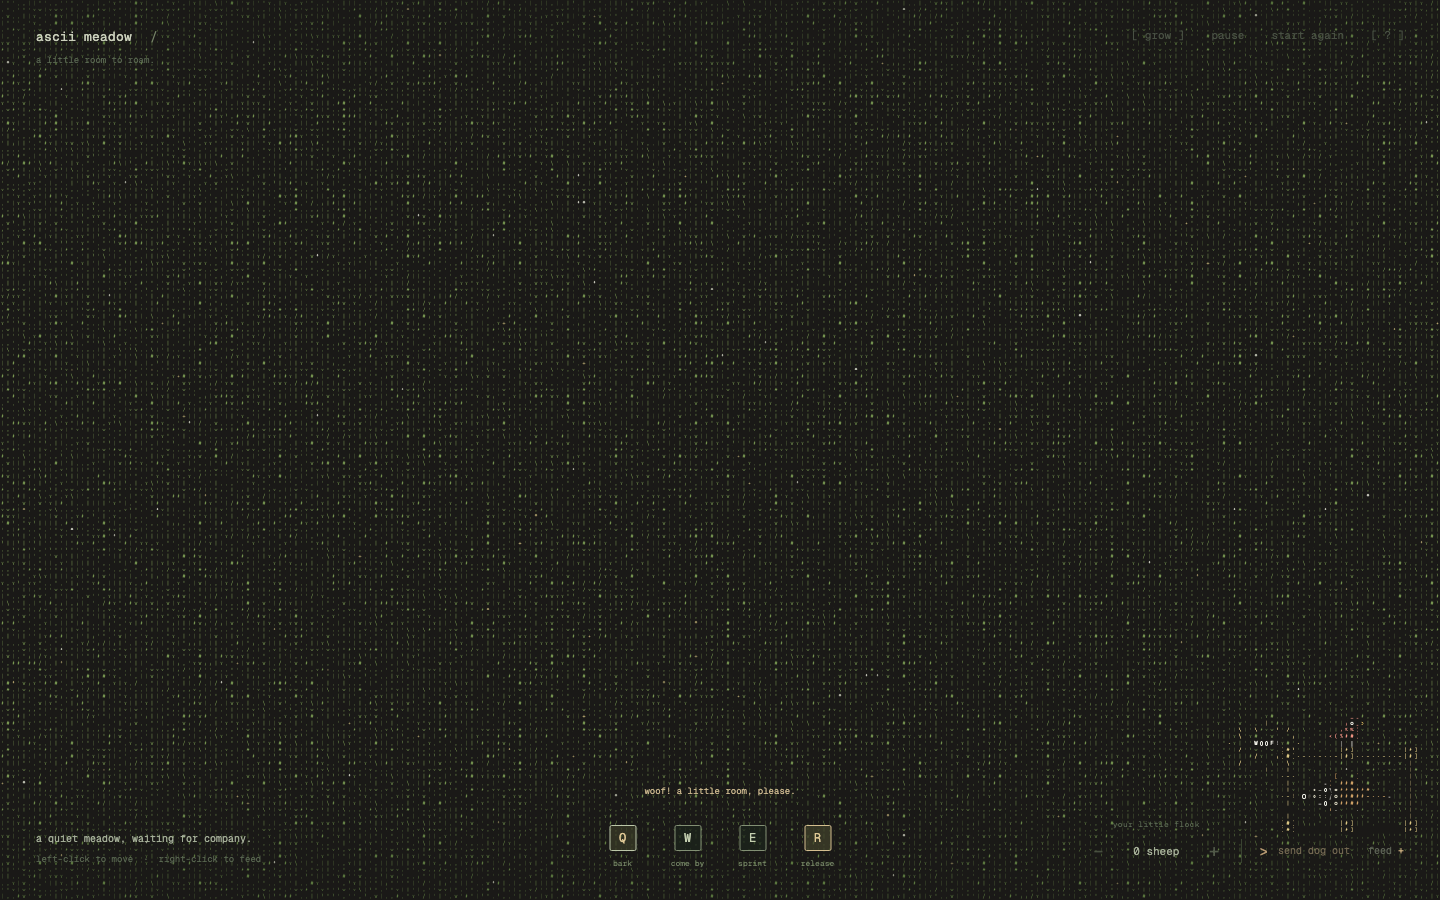 ascii meadow /
[ grow ] pause start again [ ? ]
a little room to roam
WOOF
woof! a little room, please.
your little flock
a quiet meadow, waiting for company.
Q W E R
− 0 sheep + > send dog out feed +
left-click to move · right-click to feed
bark come by sprint release